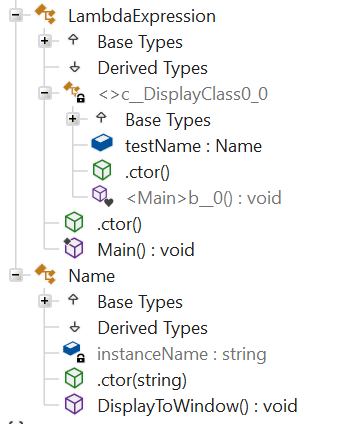 LambdaExpression
Base Types
Derived Types
<>c__DisplayClass0_0
Base Types
testName : Name
.ctor()
<Main>b__0() : void
.ctor()
Main() : void
Name
Base Types
Derived Types
instanceName : string
.ctor(string)
DisplayToWindow() : void